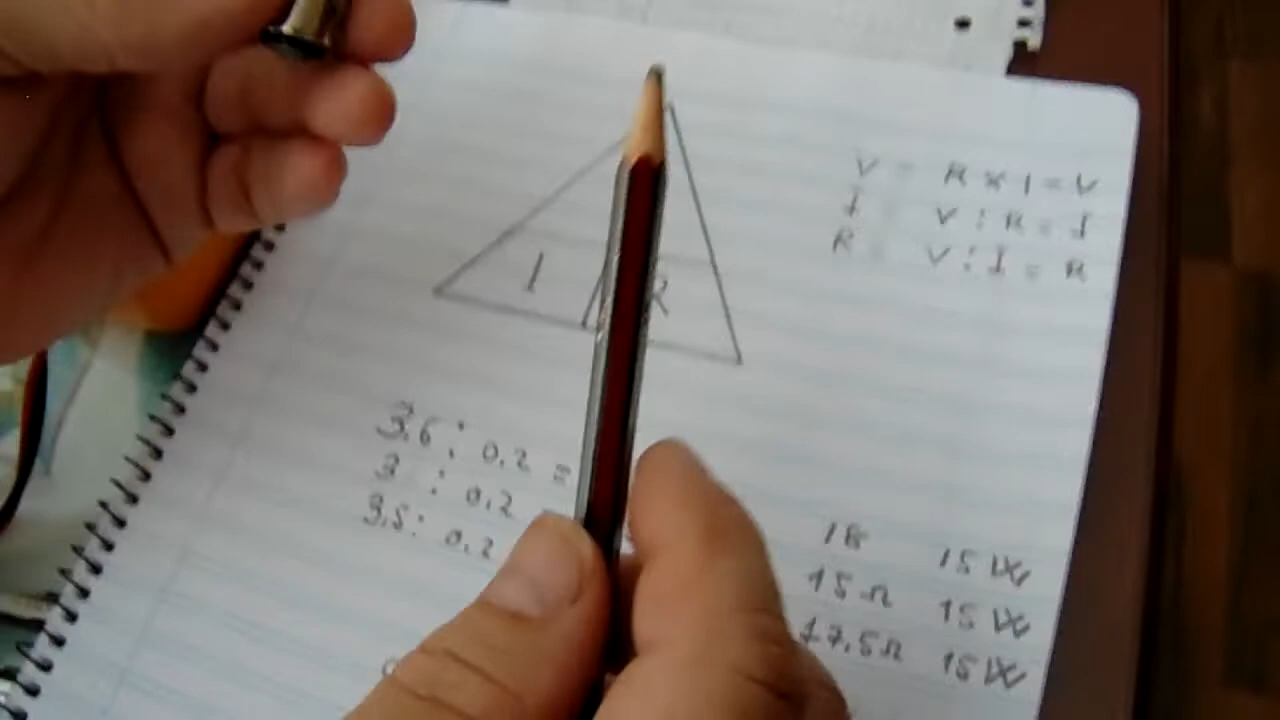 V = R × I = V
I V : R = I
R V : I = R
I R
3,6 : 0,2 = 18 15 W
3 : 0,2 15 Ω 15 W
3,5 : 0,2 17,5 Ω 15 W